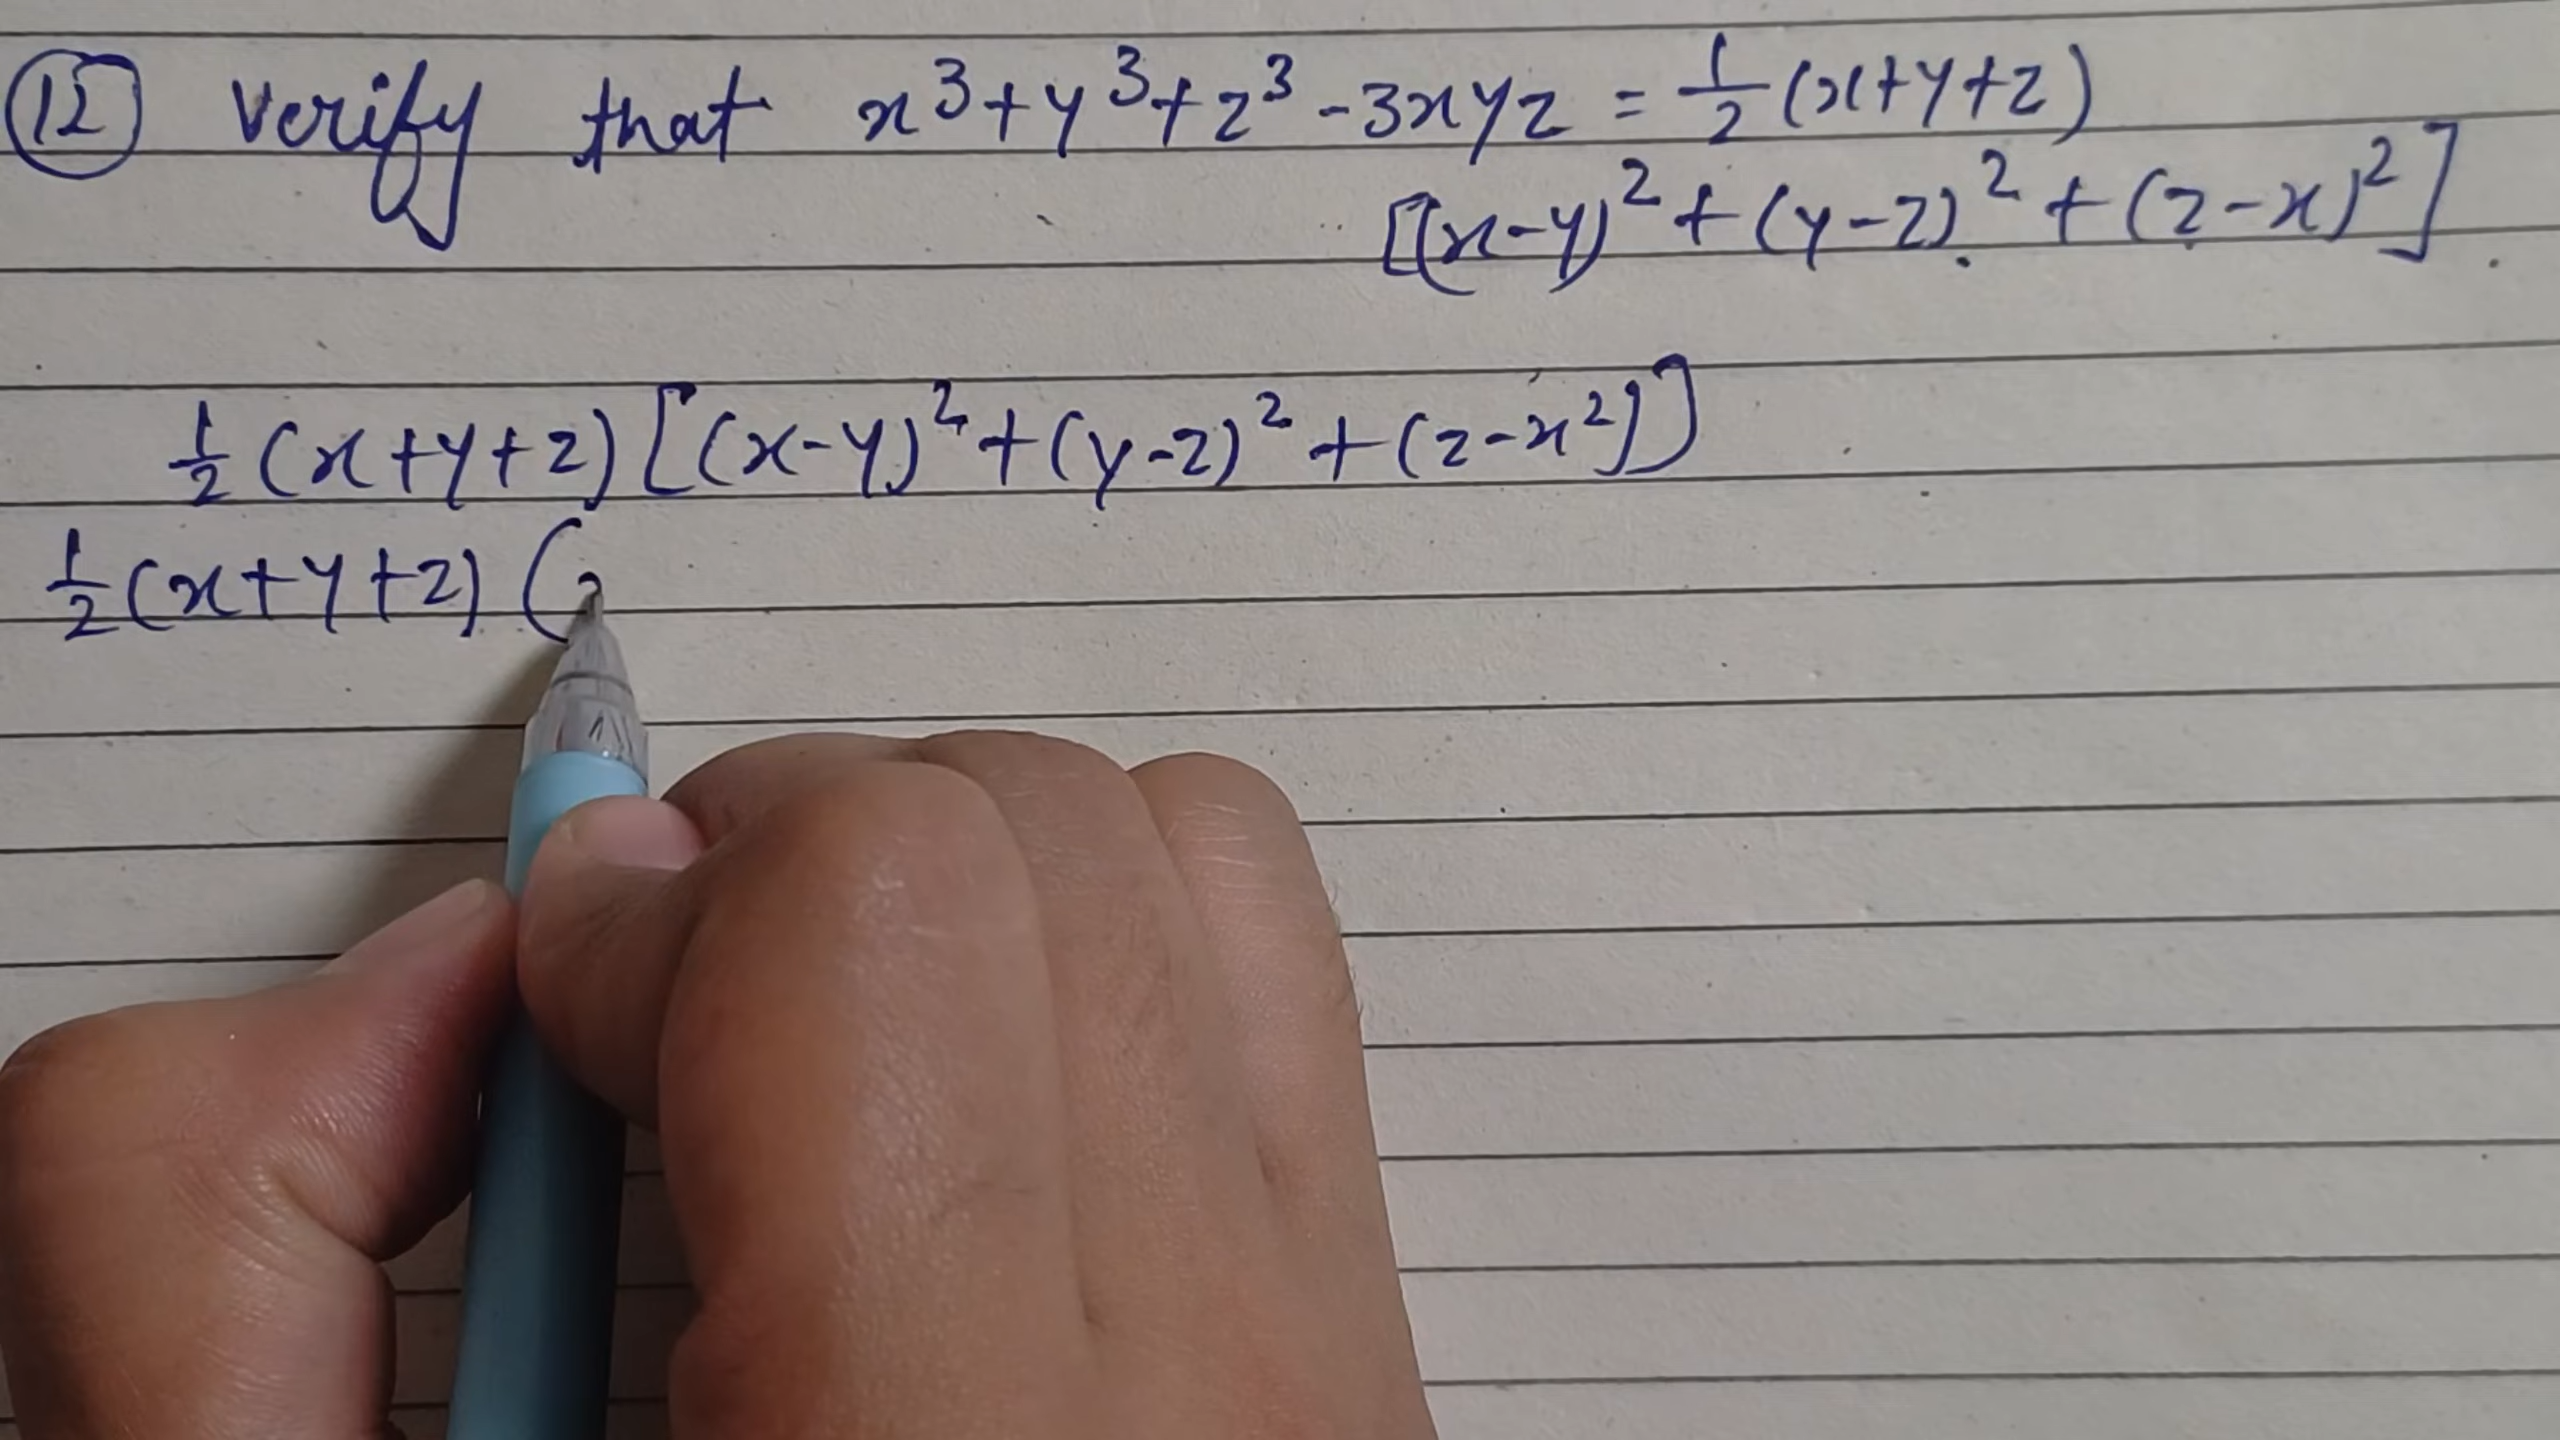 12 Verify that x³+y³+z³-3xyz = 1/2 (x+y+z)
[(x-y)²+(y-z)²+(z-x)²]
1/2 (x+y+z)[(x-y)²+(y-z)²+(z-x²)]
1/2 (x+y+z) (